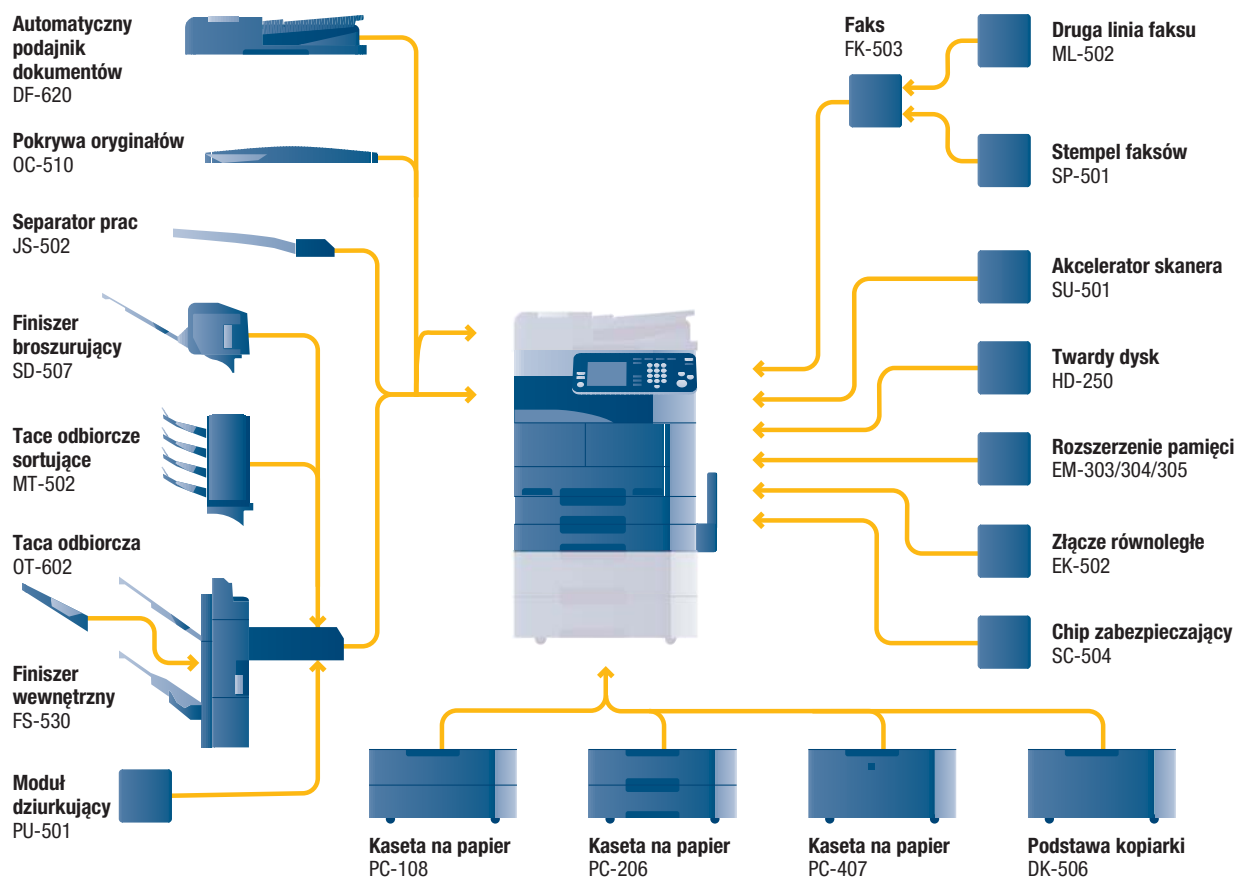 Automatyczny
podajnik
dokumentów
DF-620
Pokrywa oryginałów
OC-510
Separator prac
JS-502
Finiszer
broszurujący
SD-507
Tace odbiorcze
sortujące
MT-502
Taca odbiorcza
OT-602
Finiszer
wewnętrzny
FS-530
Moduł
dziurkujący
PU-501
Faks
FK-503
Druga linia faksu
ML-502
Stempel faksów
SP-501
Akcelerator skanera
SU-501
Twardy dysk
HD-250
Rozszerzenie pamięci
EM-303/304/305
Złącze równoległe
EK-502
Chip zabezpieczający
SC-504
Kaseta na papier
PC-108
Kaseta na papier
PC-206
Kaseta na papier
PC-407
Podstawa kopiarki
DK-506